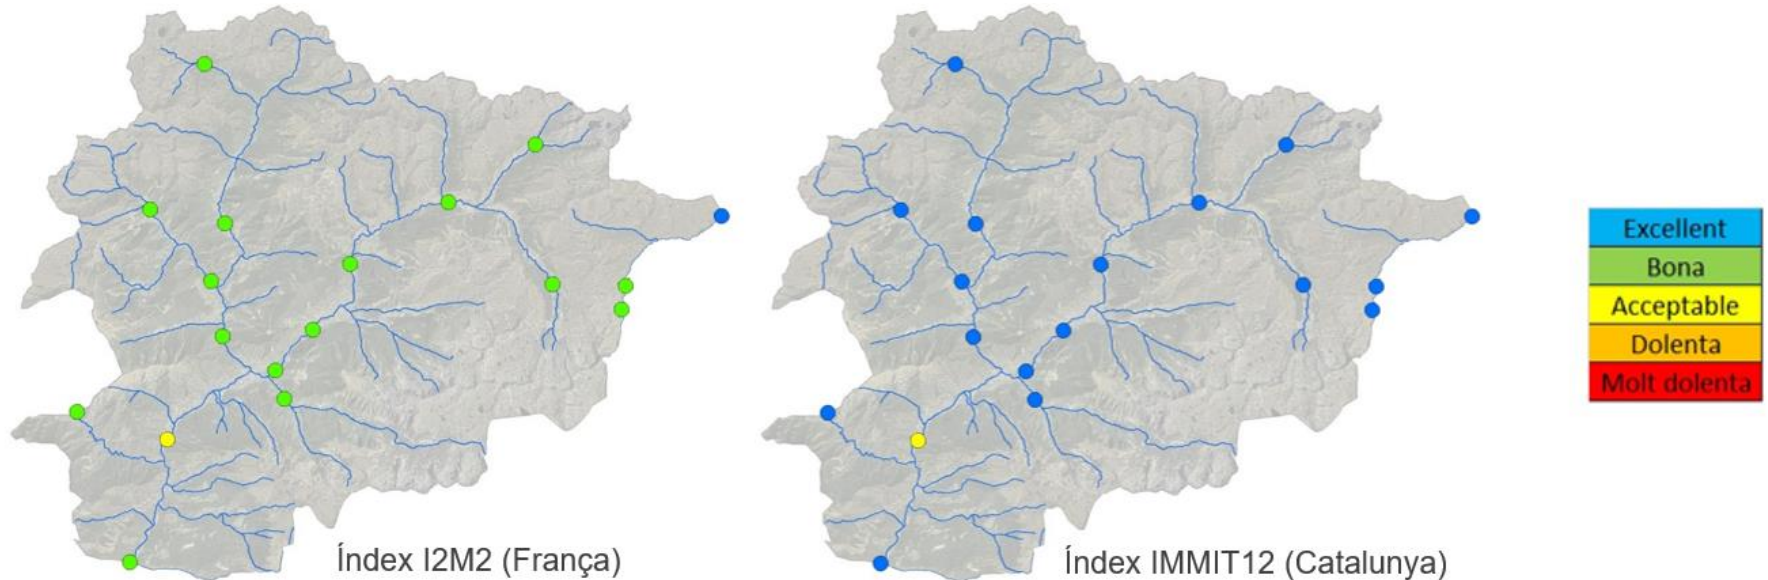 Excellent
Bona
Acceptable
Dolenta
Molt dolenta
Índex I2M2 (França)
Índex IMMIT12 (Catalunya)